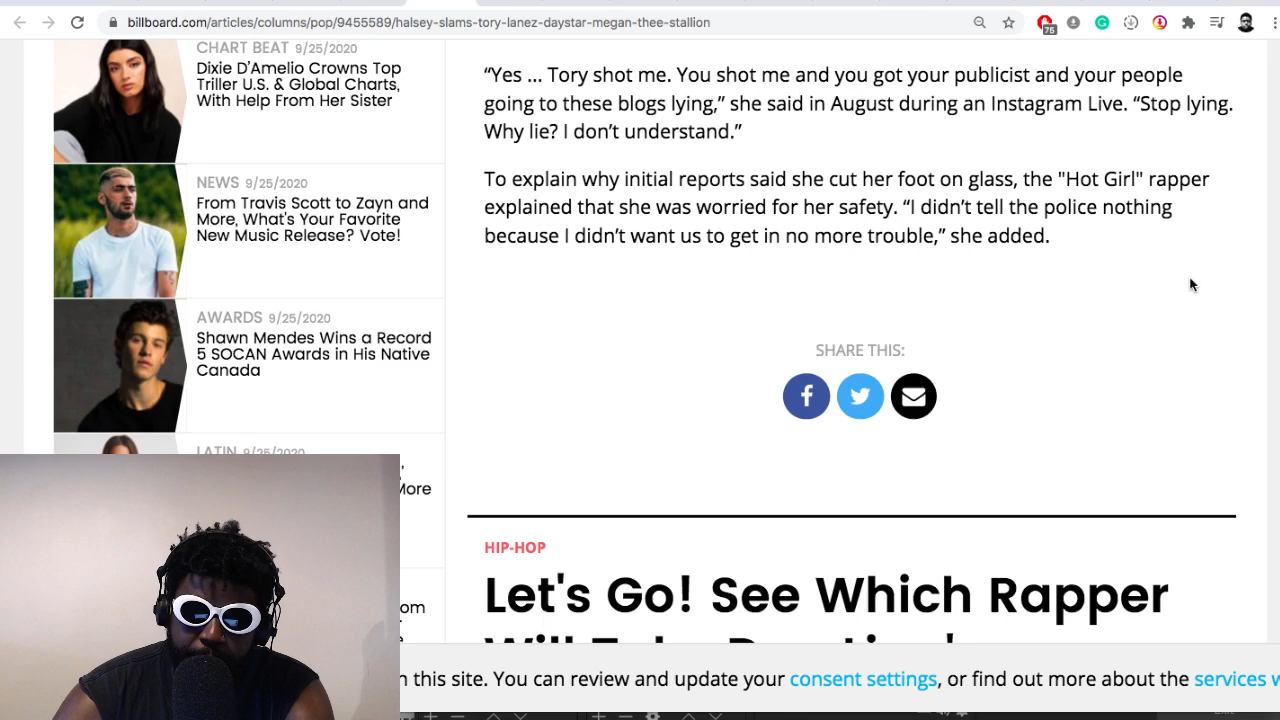 billboard.com/articles/columns/pop/9455589/halsey-slams-tory-lanez-daystar-megan-thee-stallion
75
CHART BEAT 9/25/2020
Dixie D'Amelio Crowns Top
Triller U.S. & Global Charts,
With Help From Her Sister
NEWS 9/25/2020
From Travis Scott to Zayn and
More, What's Your Favorite
New Music Release? Vote!
AWARDS 9/25/2020
Shawn Mendes Wins a Record
5 SOCAN Awards in His Native
Canada
LATIN 9/25/2020
More
“Yes ... Tory shot me. You shot me and you got your publicist and your people
going to these blogs lying,” she said in August during an Instagram Live. “Stop lying.
Why lie? I don’t understand.”
To explain why initial reports said she cut her foot on glass, the "Hot Girl" rapper
explained that she was worried for her safety. “I didn’t tell the police nothing
because I didn’t want us to get in no more trouble,” she added.
SHARE THIS:
HIP-HOP
Let's Go! See Which Rapper
n this site. You can review and update your consent settings, or find out more about the services w